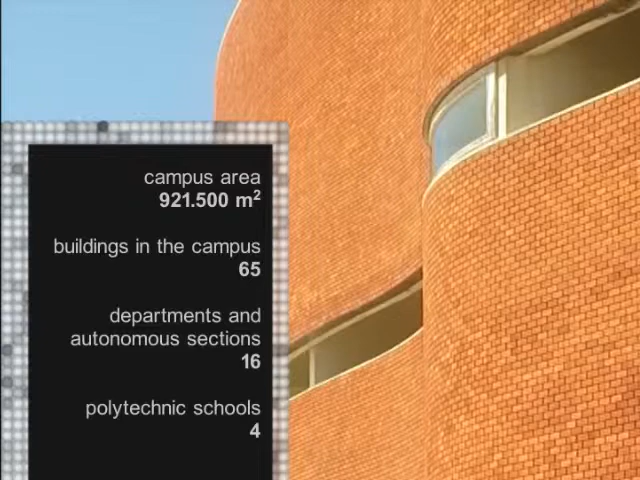 campus area
921.500 m²
buildings in the campus
65
departments and
autonomous sections
16
polytechnic schools
4